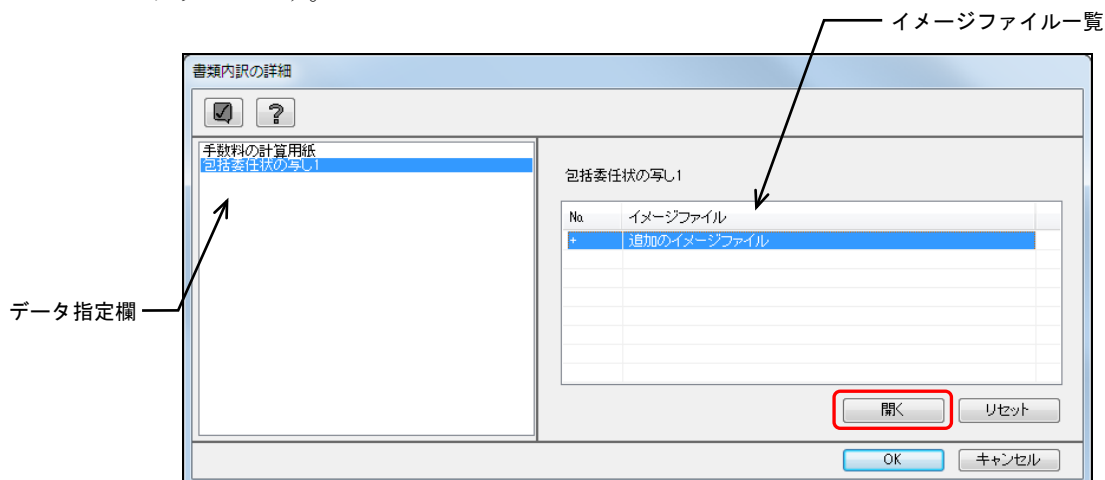 イメージファイル一覧
書類内訳の詳細
手数料の計算用紙
包括委任状の写し1
包括委任状の写し1
No. イメージファイル
+ 追加のイメージファイル
データ指定欄
開く リセット
OK キャンセル